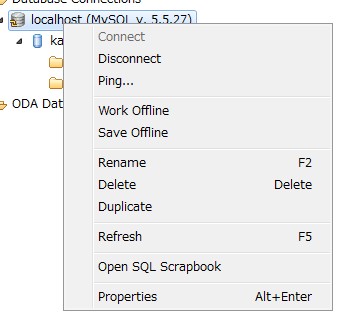 Database Connections
localhost (MySQL v. 5.5.27)
Connect
ka
Disconnect
Ping...
ODA Dat
Work Offline
Save Offline
Rename F2
Delete Delete
Duplicate
Refresh F5
Open SQL Scrapbook
Properties Alt+Enter